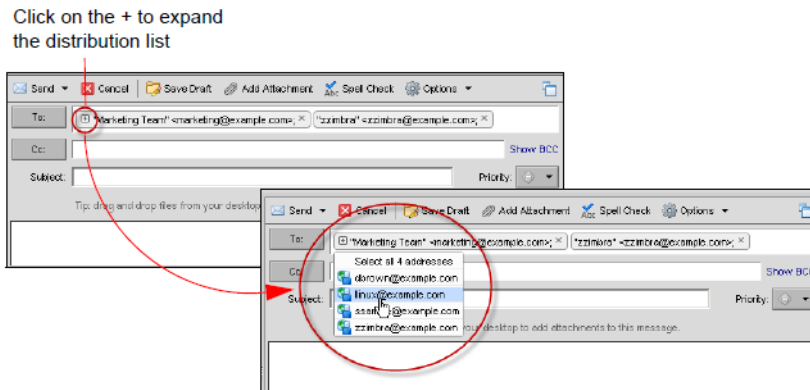 Click on the + to expand
the distribution list
Send Cancel Save Draft Add Attachment Spell Check Options
To: "Marketing Team" <marketing@example.com>; × "zzimbra" <zzimbra@example.com>; ×
Cc: Show BCC
Subject: Priority:
Tip: drag and drop files from your desktop
Send Cancel Save Draft Add Attachment Spell Check Options
To: "Marketing Team" <marketing@example.com>; × "zzimbra" <zzimbra@example.com>; ×
Select all 4 addresses
Cc: Show BC
dbrown@example.com
Subject: llinux@example.com Priority:
@example.com
zzimbra@example.com your desktop to add attachments to this message.